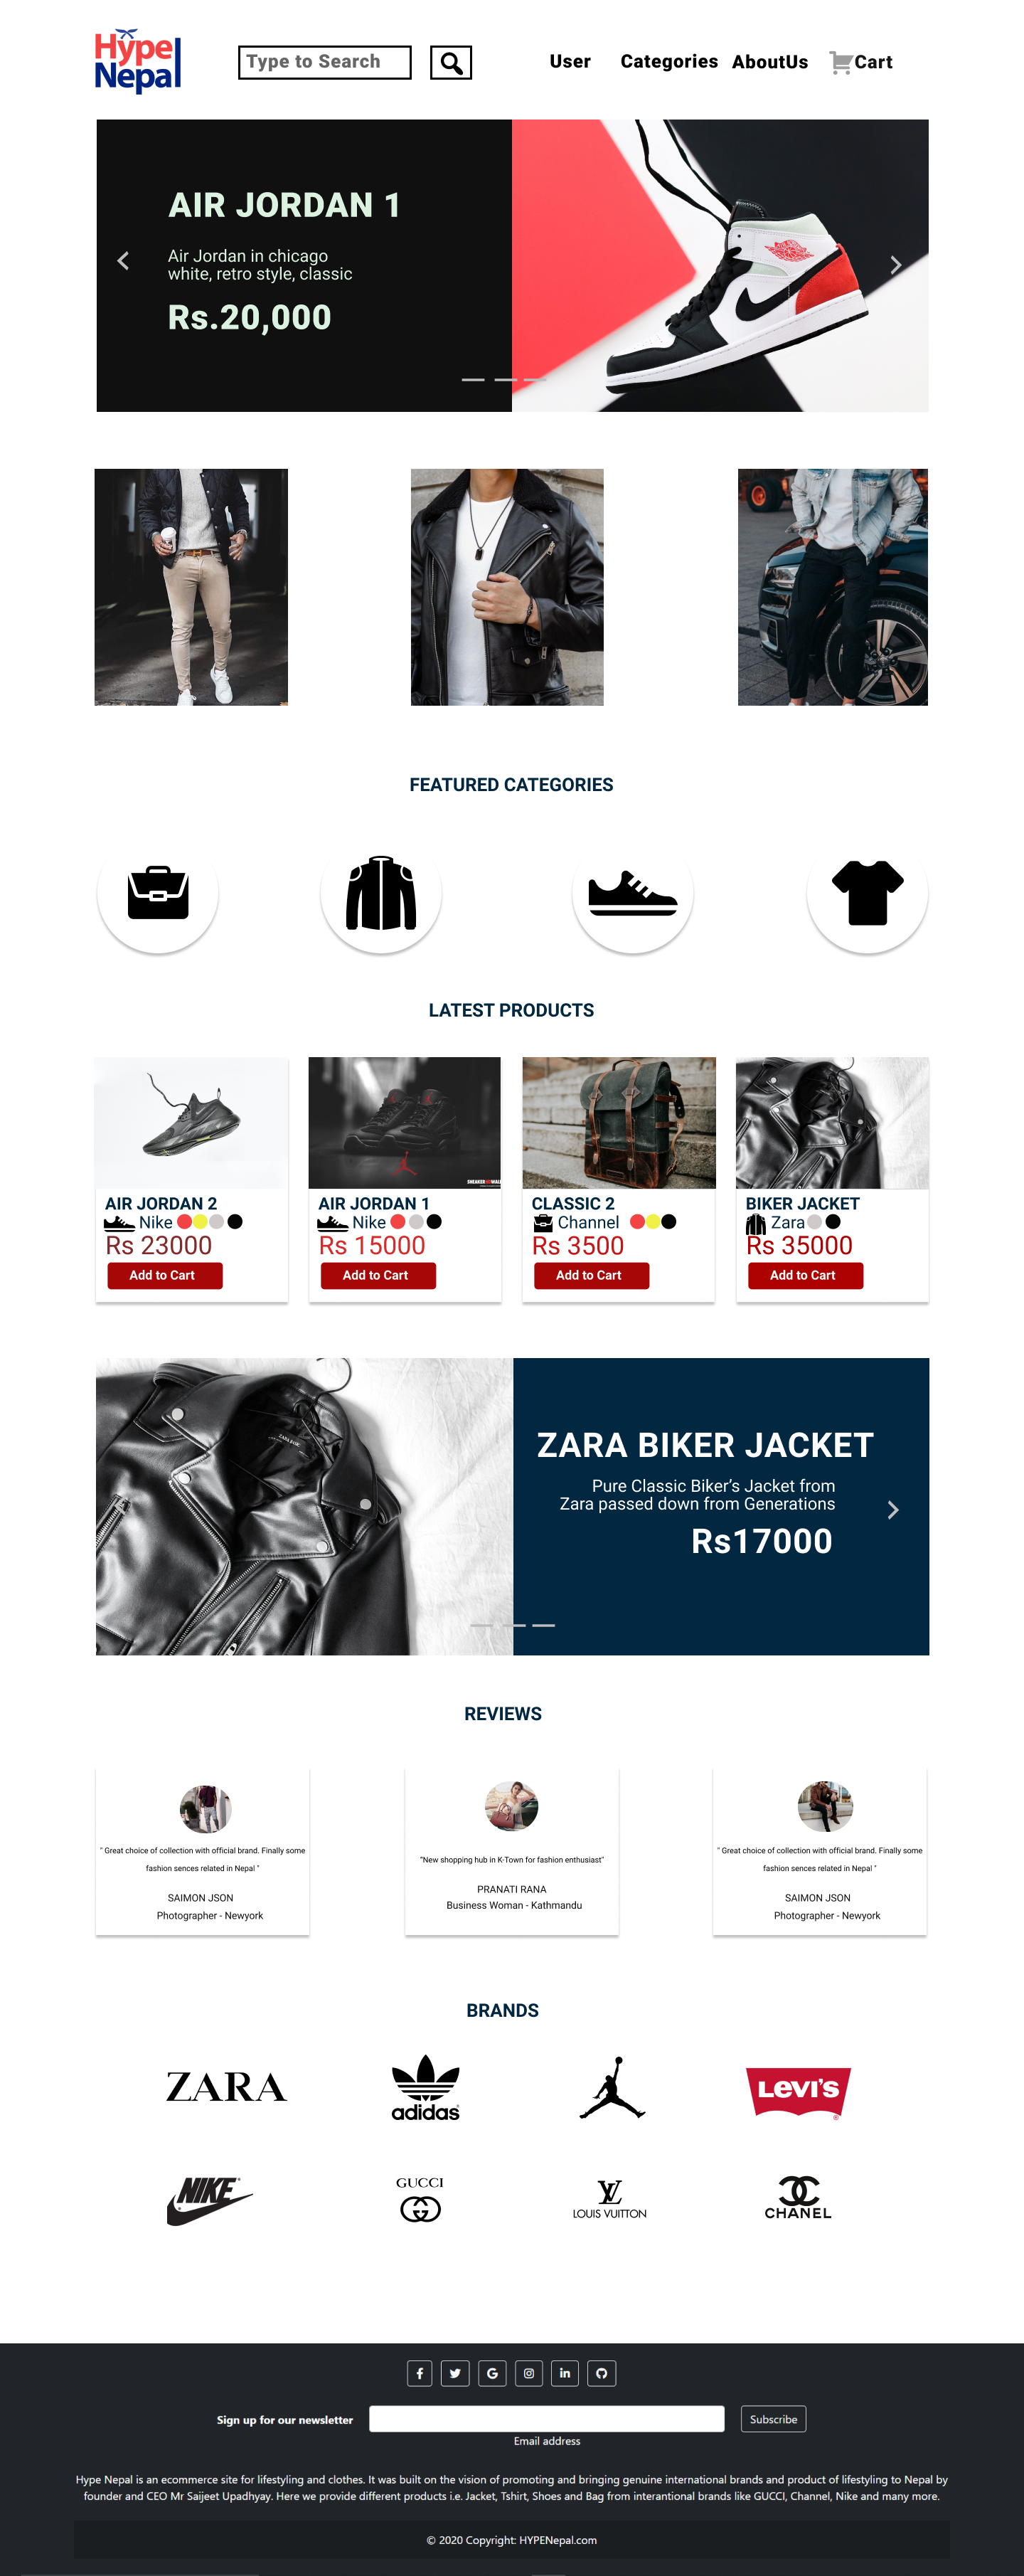 Hype
Nepal
Type to Search
User
Categories
AboutUs
Cart
AIR JORDAN 1
Air Jordan in chicago
white, retro style, classic
Rs.20,000
FEATURED CATEGORIES
LATEST PRODUCTS
AIR JORDAN 2
Nike
Rs 23000
Add to Cart
AIR JORDAN 1
Nike
Rs 15000
Add to Cart
CLASSIC 2
Channel
Rs 3500
Add to Cart
BIKER JACKET
Zara
Rs 35000
Add to Cart
ZARA BIKER JACKET
Pure Classic Biker's Jacket from
Zara passed down from Generations
Rs17000
REVIEWS
" Great choice of collection with official brand. Finally some
fashion sences related in Nepal "
SAIMON JSON
Photographer - Newyork
"New shopping hub in K-Town for fashion enthusiast"
PRANATI RANA
Business Woman - Kathmandu
" Great choice of collection with official brand. Finally some
fashion sences related in Nepal "
SAIMON JSON
Photographer - Newyork
BRANDS
ZARA
adidas
LEVI'S
NIKE
GUCCI
LOUIS VUITTON
CHANEL
Sign up for our newsletter
Subscribe
Email address
Hype Nepal is an ecommerce site for lifestyling and clothes. It was built on the vision of promoting and bringing genuine international brands and product of lifestyling to Nepal by
founder and CEO Mr Saijeet Upadhyay. Here we provide different products i.e. Jacket, Tshirt, Shoes and Bag from interantional brands like GUCCI, Channel, Nike and many more.
© 2020 Copyright: HYPENepal.com